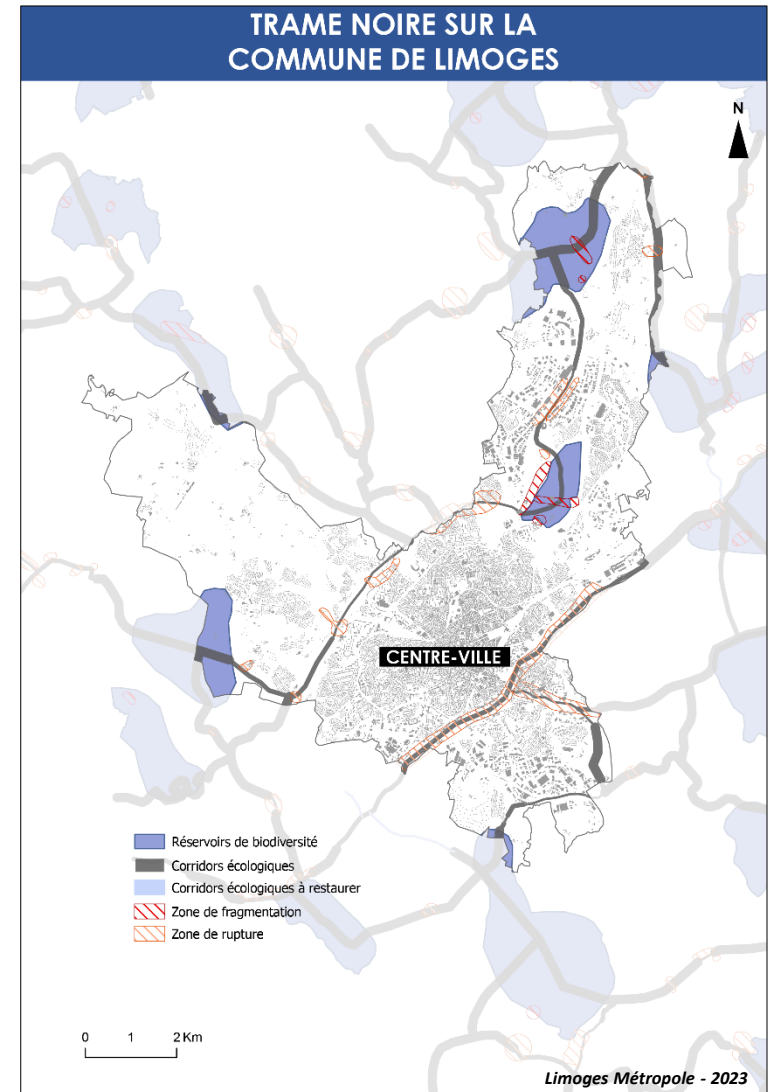 TRAME NOIRE SUR LA
COMMUNE DE LIMOGES
N
CENTRE-VILLE
Réservoirs de biodiversité
Corridors écologiques
Corridors écologiques à restaurer
Zone de fragmentation
Zone de rupture
0 1 2 Km
Limoges Métropole - 2023